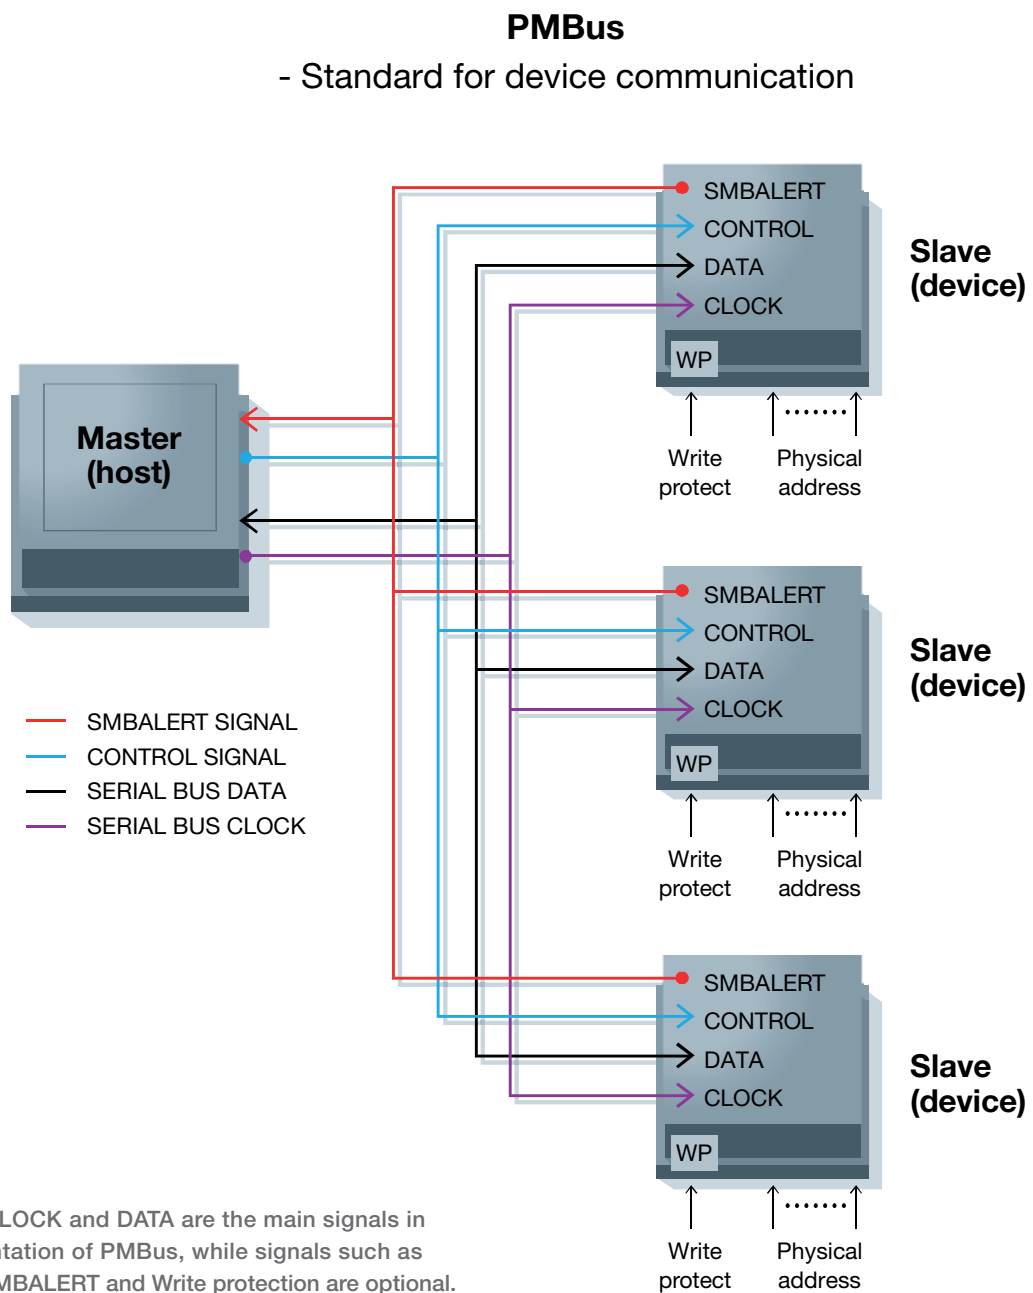 PMBus
- Standard for device communication
SMBALERT
CONTROL
DATA
CLOCK
WP
Slave
(device)
Write
protect
Physical
address
Master
(host)
SMBALERT
CONTROL
DATA
CLOCK
WP
Slave
(device)
Write
protect
Physical
address
SMBALERT SIGNAL
CONTROL SIGNAL
SERIAL BUS DATA
SERIAL BUS CLOCK
SMBALERT
CONTROL
DATA
CLOCK
WP
Slave
(device)
Write
protect
Physical
address
LOCK and DATA are the main signals in
ntation of PMBus, while signals such as
MBALERT and Write protection are optional.